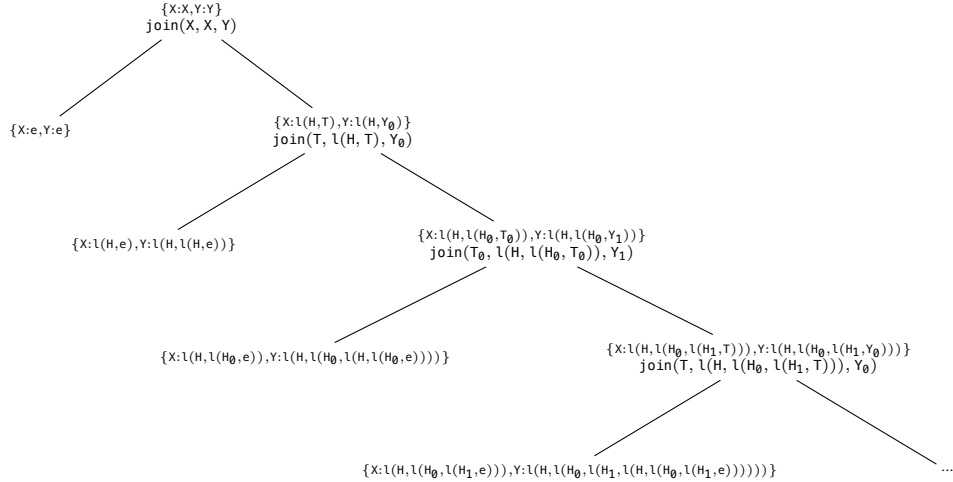 {X:X,Y:Y}
join(X, X, Y)
{X:e,Y:e}
{X:l(H,T),Y:l(H,Y₀)}
join(T, l(H, T), Y₀)
{X:l(H,e),Y:l(H,l(H,e))}
{X:l(H,l(H₀,T₀)),Y:l(H,l(H₀,Y₁))}
join(T₀, l(H, l(H₀, T₀)), Y₁)
{X:l(H,l(H₀,e)),Y:l(H,l(H₀,l(H,l(H₀,e))))}
{X:l(H,l(H₀,l(H₁,T))),Y:l(H,l(H₀,l(H₁,Y₀)))}
join(T, l(H, l(H₀, l(H₁, T))), Y₀)
{X:l(H,l(H₀,l(H₁,e))),Y:l(H,l(H₀,l(H₁,l(H,l(H₀,l(H₁,e))))))}
...